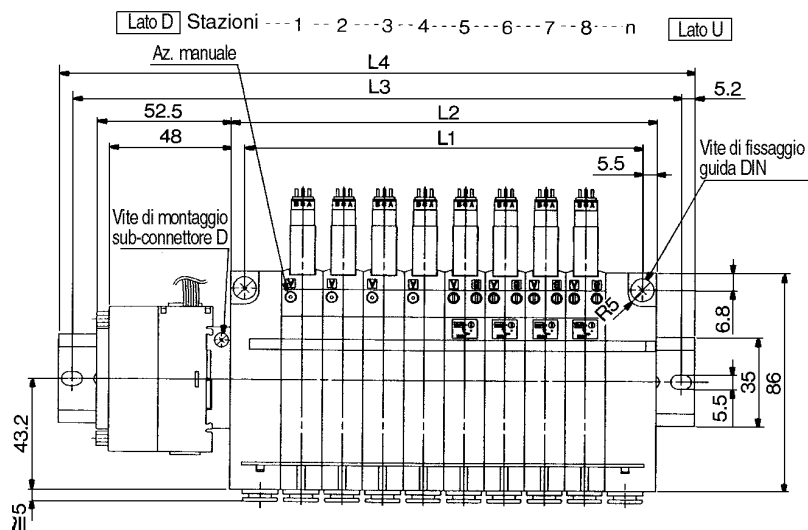 Lato D Stazioni 1 2 3 4 5 6 7 8 n Lato U
Az. manuale
L4
L3
5.2
52.5
L2
48
L1
5.5
Vite di fissaggio
guida DIN
Vite di montaggio
sub-connettore D
R5
6.8
35
5.5
86
43.2